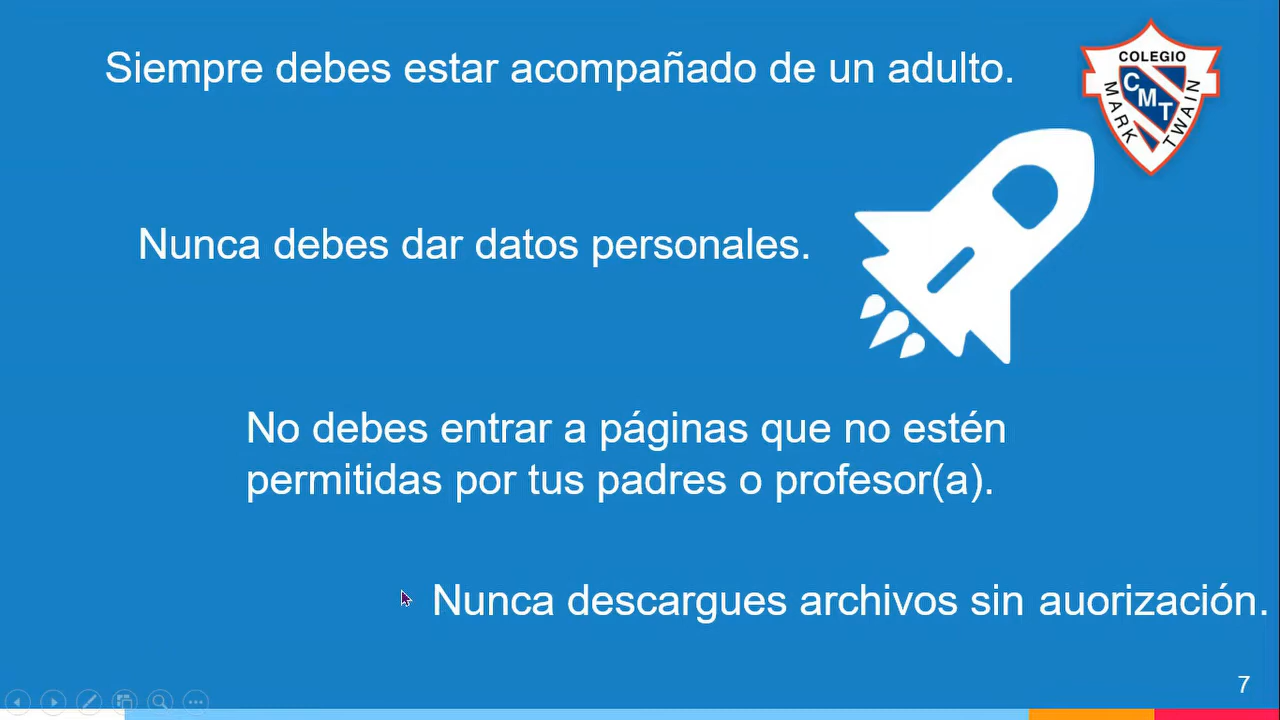 Siempre debes estar acompañado de un adulto.
COLEGIO
CMT
MARK TWAIN
Nunca debes dar datos personales.
No debes entrar a páginas que no estén
permitidas por tus padres o profesor(a).
Nunca descargues archivos sin auorización.
7